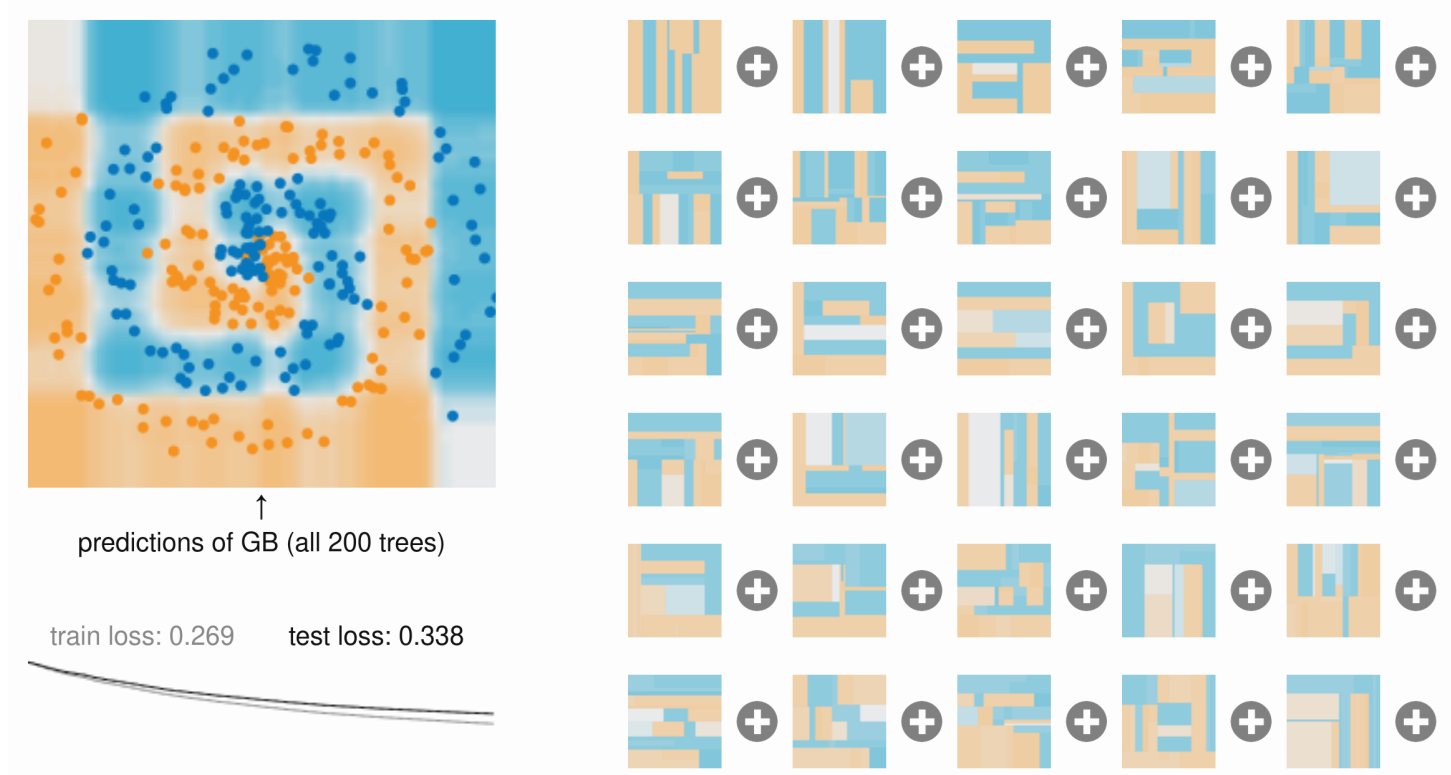 ↑
predictions of GB (all 200 trees)
train loss: 0.269 test loss: 0.338